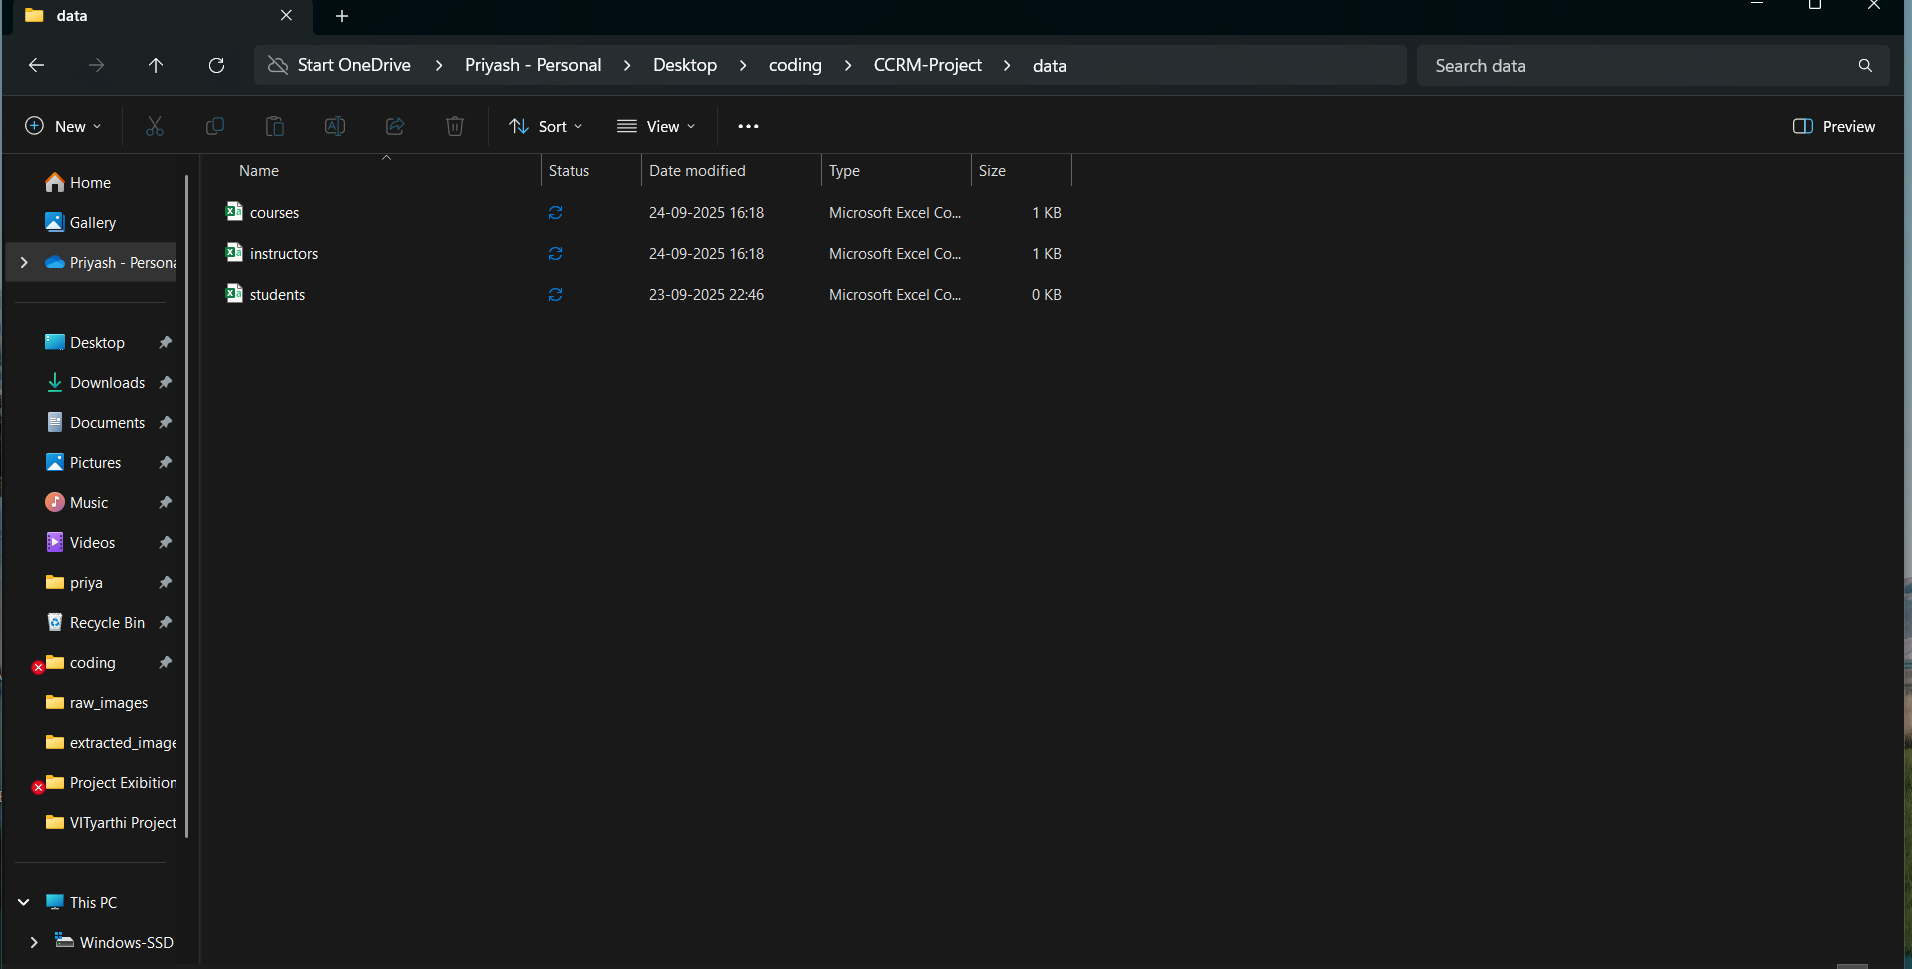 data
Start OneDrive > Priyash - Personal > Desktop > coding > CCRM-Project > data
Search data
New
Sort
View
Preview
Name Status Date modified Type Size
courses 24-09-2025 16:18 Microsoft Excel Co... 1 KB
instructors 24-09-2025 16:18 Microsoft Excel Co... 1 KB
students 23-09-2025 22:46 Microsoft Excel Co... 0 KB
Home
Gallery
Priyash - Persona
Desktop
Downloads
Documents
Pictures
Music
Videos
priya
Recycle Bin
coding
raw_images
extracted_image
Project Exibition
VITyarthi Project
This PC
Windows-SSD